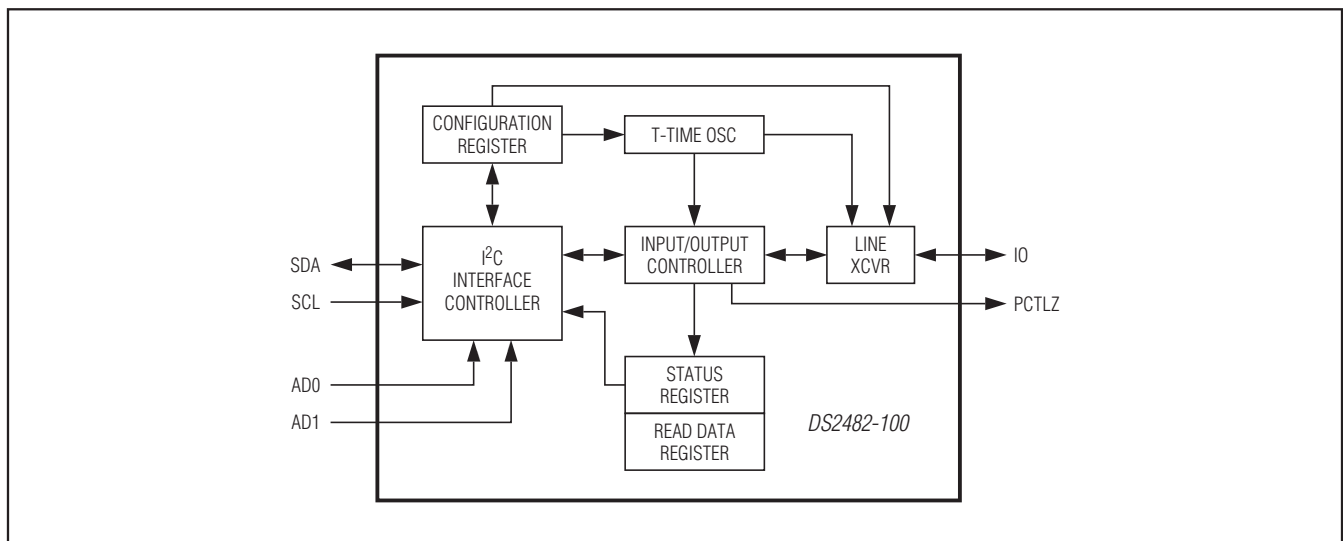 CONFIGURATION
REGISTER
T-TIME OSC
SDA
SCL
AD0
AD1
I²C
INTERFACE
CONTROLLER
INPUT/OUTPUT
CONTROLLER
LINE
XCVR
IO
PCTLZ
STATUS
REGISTER
READ DATA
REGISTER
DS2482-100